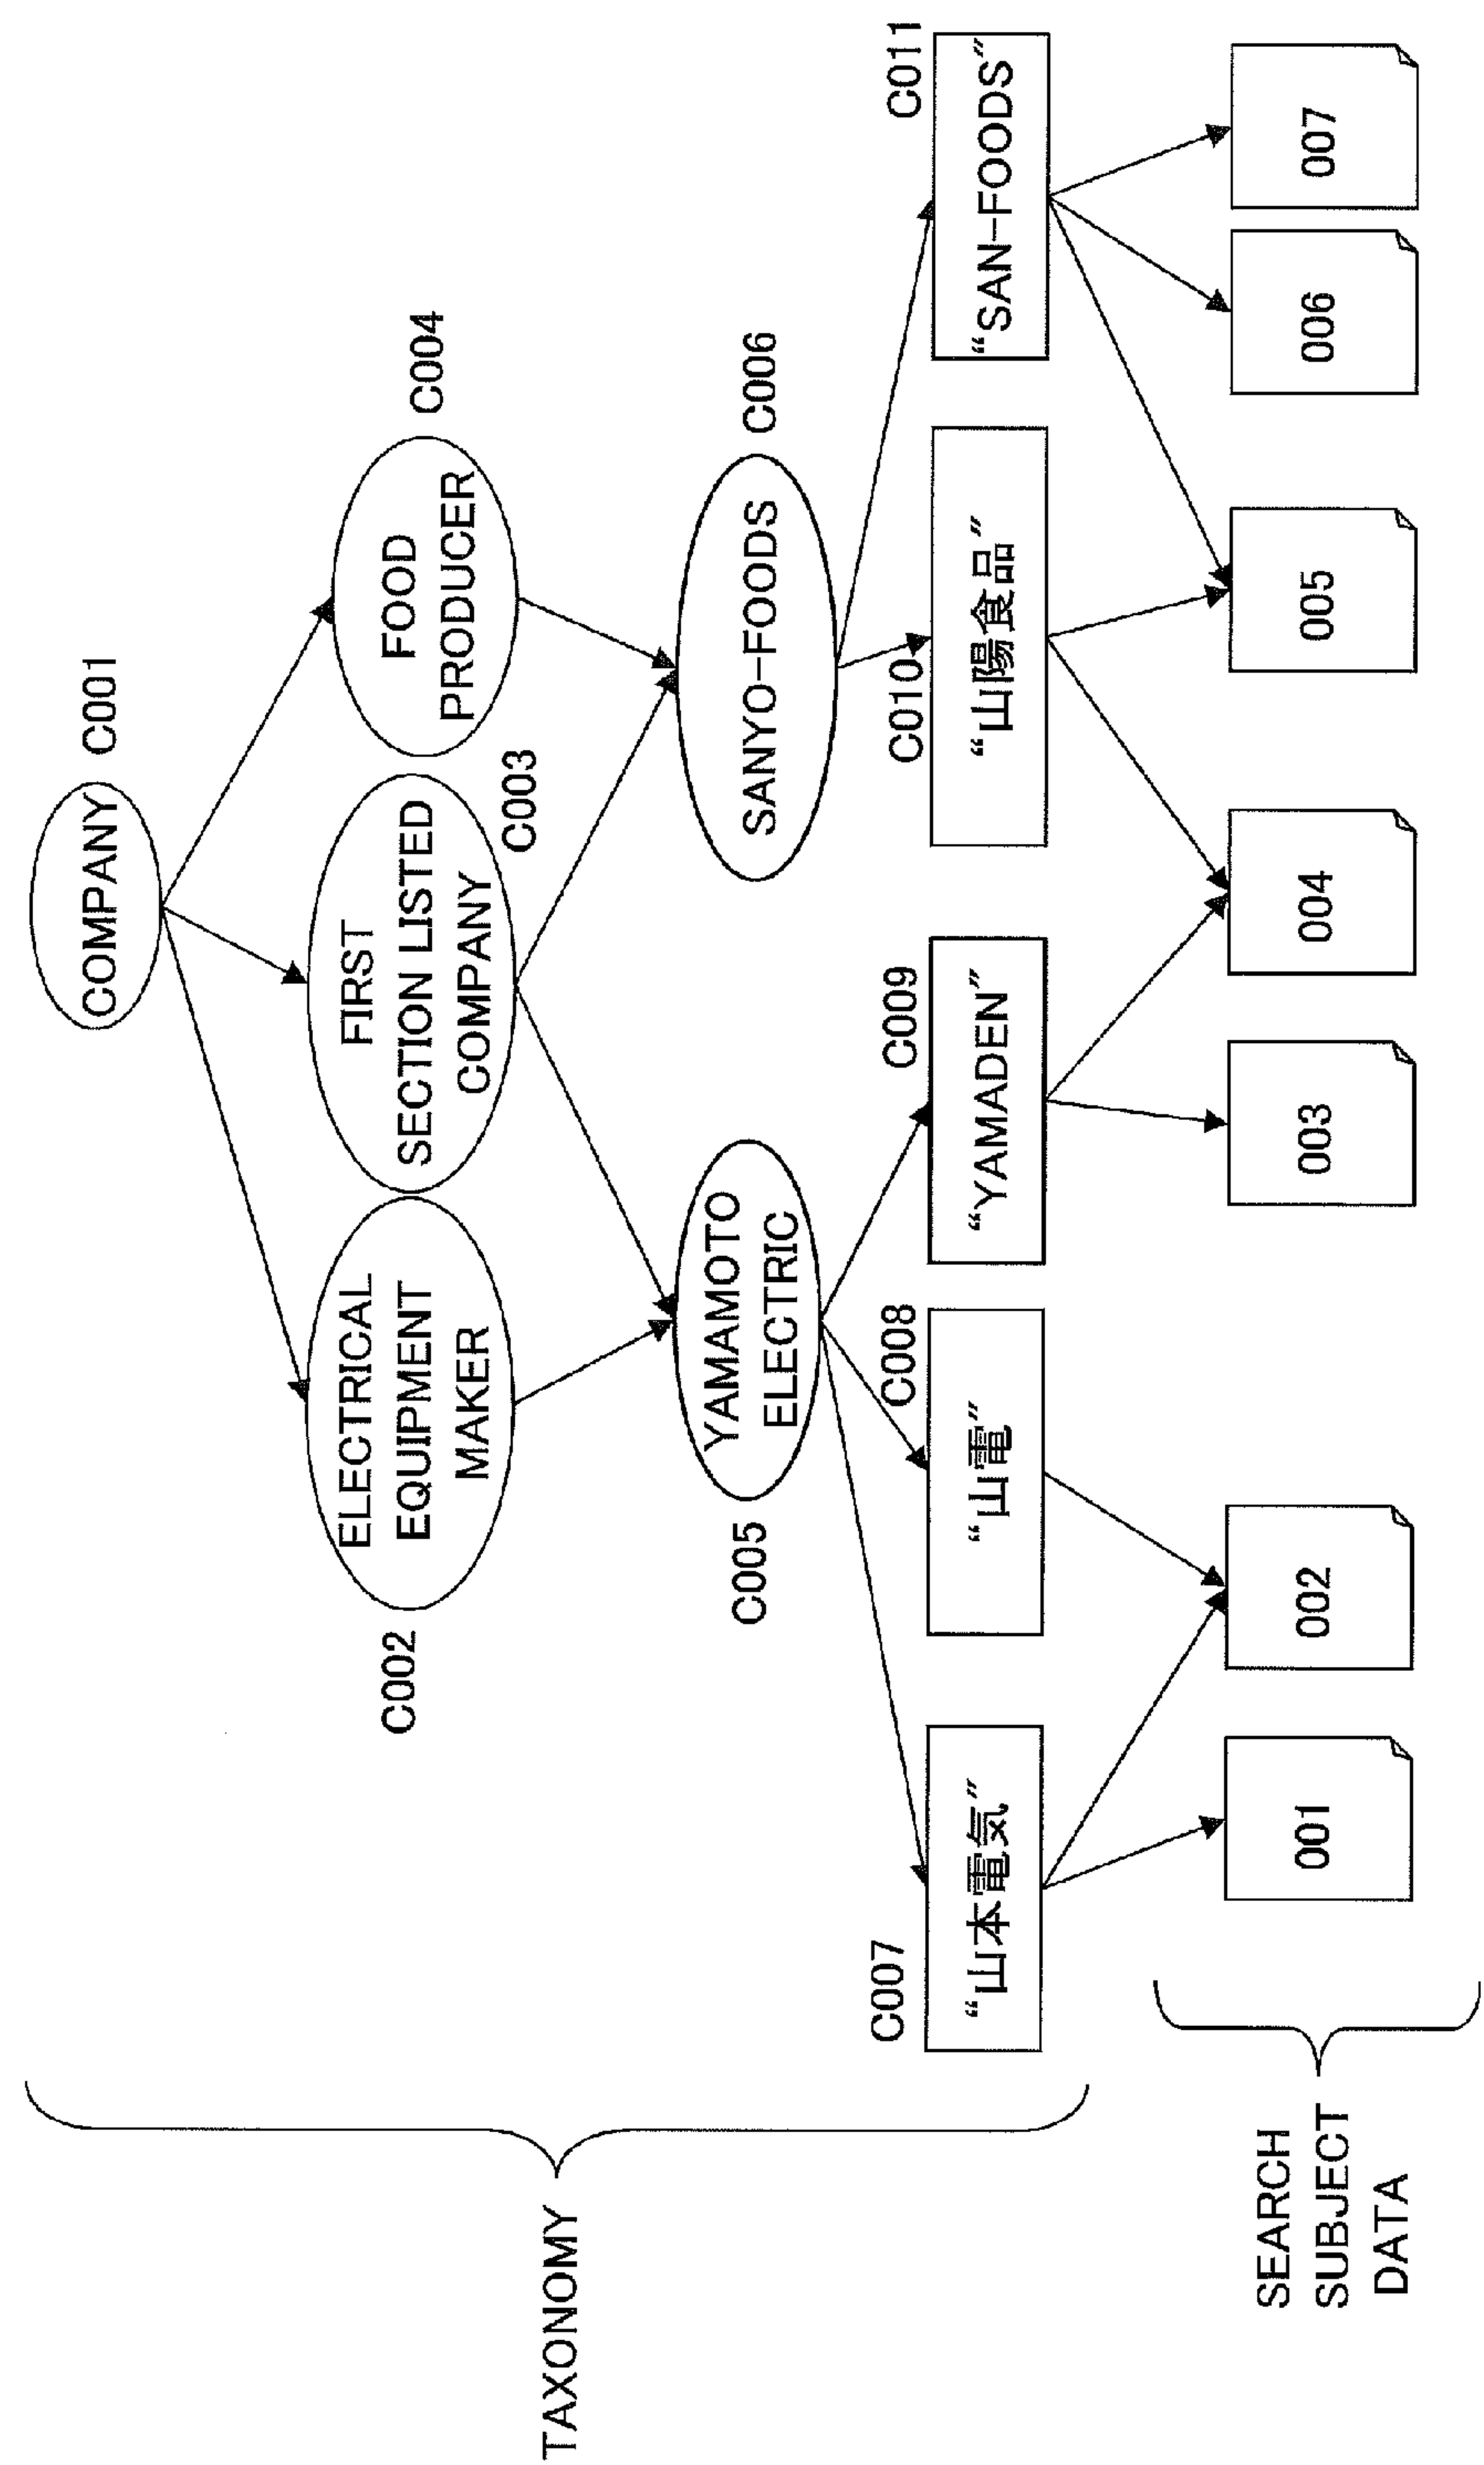 COMPANY
C001
ELECTRICAL
EQUIPMENT
MAKER
C002
FIRST
SECTION LISTED
COMPANY
C003
FOOD
PRODUCER
C004
TAXONOMY
C005
YAMAMOTO
ELECTRIC
SANYO-FOODS
C006
C007
“山本電気”
C008
“山電”
C009
“YAMADEN”
C010
“山陽食品”
C011
“SAN-FOODS”
SEARCH
SUBJECT
DATA
001
002
003
004
005
006
007